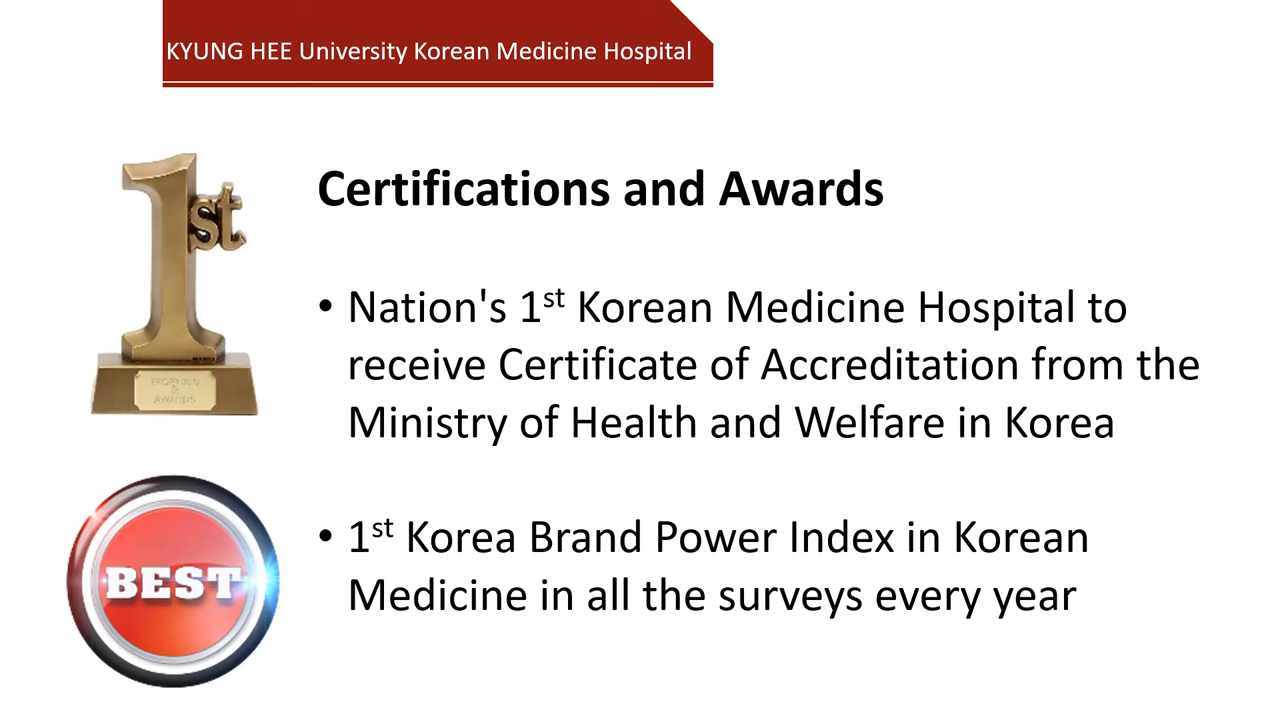 KYUNG HEE University Korean Medicine Hospital
Certifications and Awards
• Nation's 1st Korean Medicine Hospital to
receive Certificate of Accreditation from the
Ministry of Health and Welfare in Korea
• 1st Korea Brand Power Index in Korean
Medicine in all the surveys every year
1st
TROPHIES
&
AWARDS
BEST